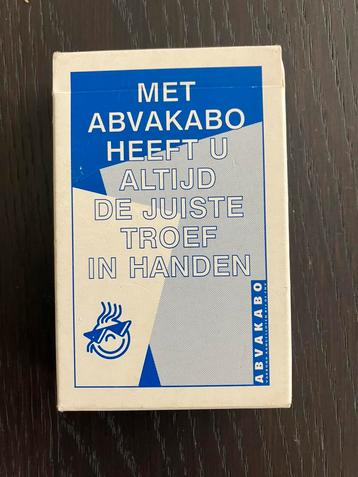 MET
ABVAKABO
HEEFT U
ALTIJD
DE JUISTE
TROEF
IN HANDEN
ABVAKABO